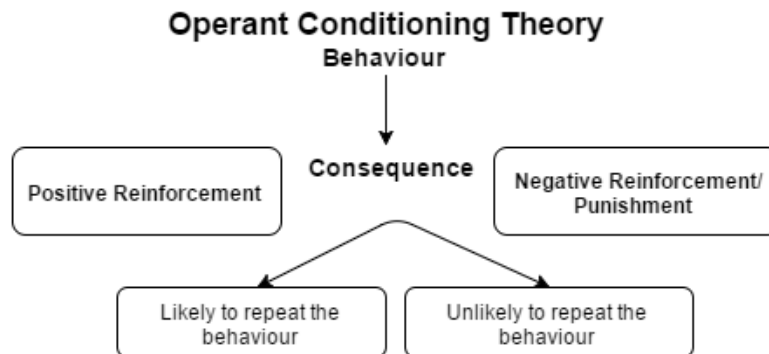 Operant Conditioning Theory
Behaviour
Consequence
Positive Reinforcement
Negative Reinforcement/
Punishment
Likely to repeat the
behaviour
Unlikely to repeat the
behaviour